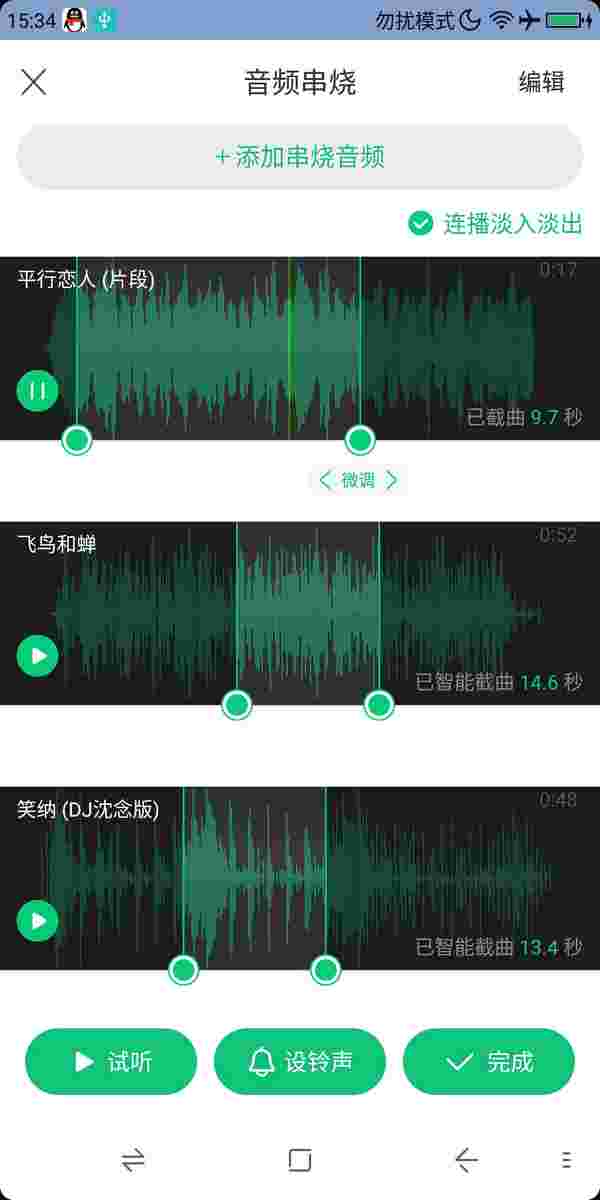 15:34 勿扰模式
音频串烧 编辑
+添加串烧音频
连播淡入淡出
平行恋人 (片段) 0:17
已截曲 9.7 秒
微调
飞鸟和蝉 0:52
已智能截曲 14.6 秒
笑纳 (DJ沈念版) 0:48
已智能截曲 13.4 秒
试听 设铃声 完成